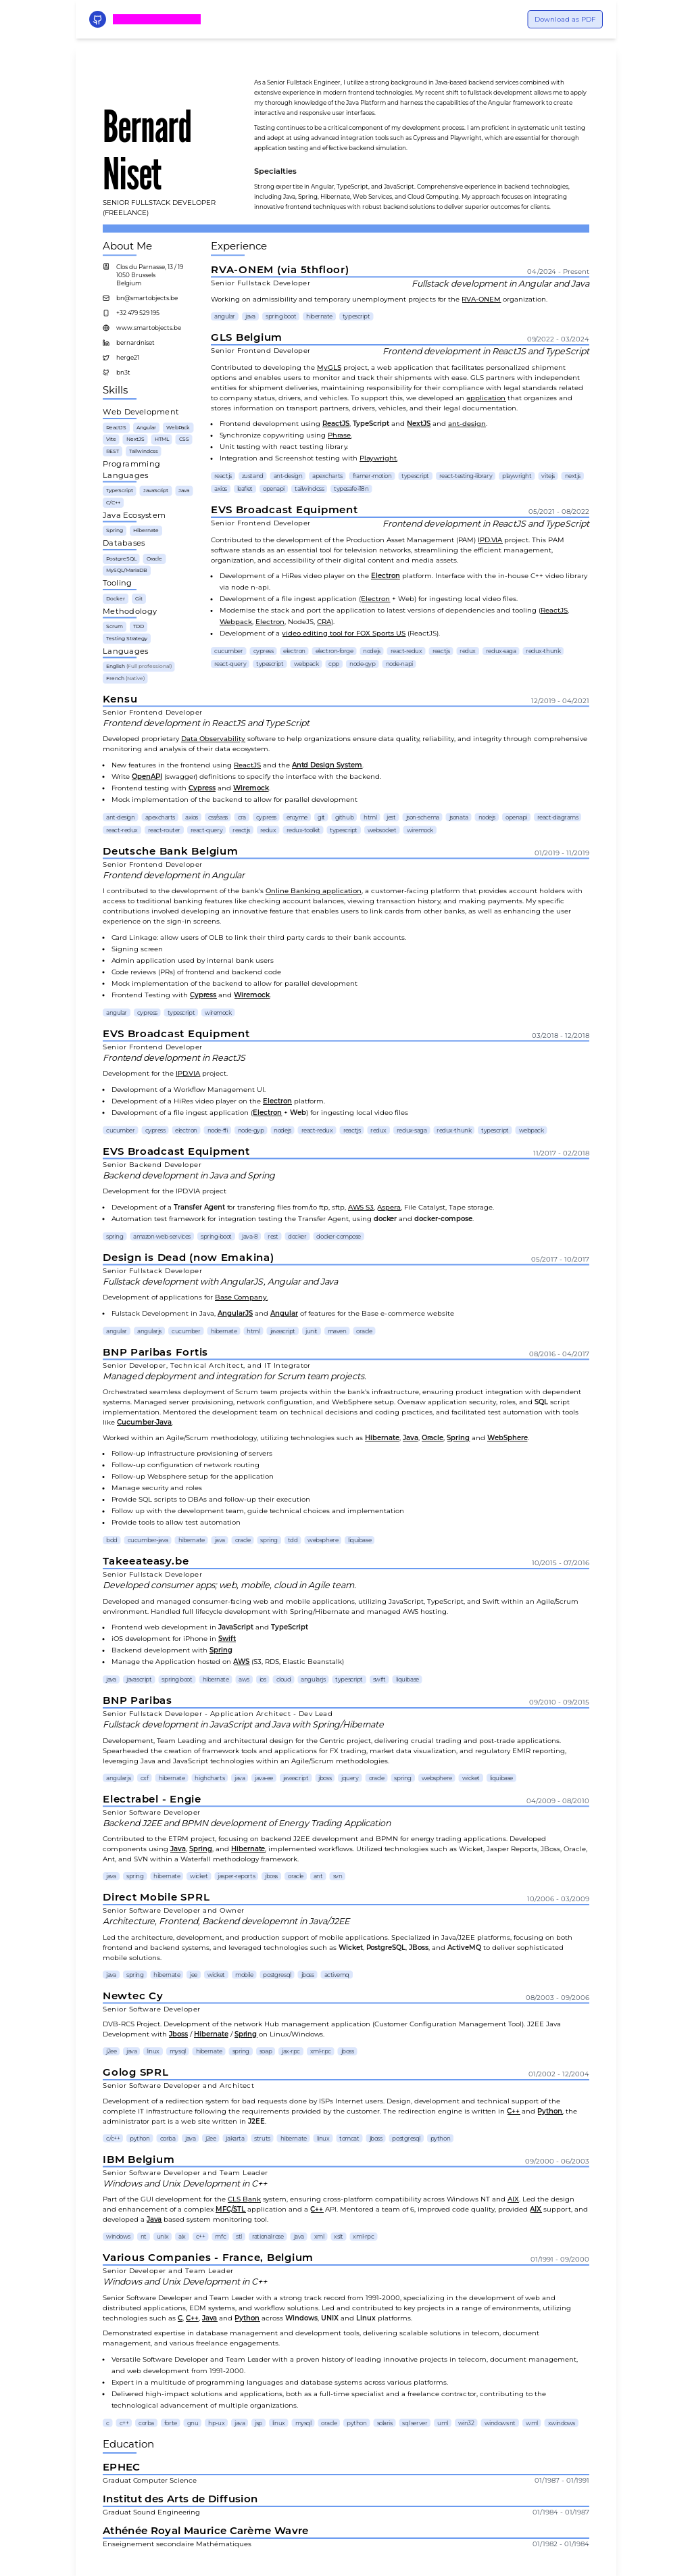 Download as PDF
Bernard
Niset
SENIOR FULLSTACK DEVELOPER
(FREELANCE)
As a Senior Fullstack Engineer, I utilize a strong background in Java-based backend services combined with
extensive experience in modern frontend technologies. My recent shift to fullstack development allows me to apply
my thorough knowledge of the Java Platform and harness the capabilities of the Angular framework to create
interactive and responsive user interfaces.
Testing continues to be a critical component of my development process. I am proficient in systematic unit testing
and adept at using advanced integration tools such as Cypress and Playwright, which are essential for thorough
application testing and effective backend simulation.
Specialties
Strong expertise in Angular, TypeScript, and JavaScript. Comprehensive experience in backend technologies,
including Java, Spring, Hibernate, Web Services, and Cloud Computing. My approach focuses on integrating
innovative frontend techniques with robust backend solutions to deliver superior outcomes for clients.
About Me
Clos du Parnasse, 13 / 19
1050 Brussels
Belgium
bn@smartobjects.be
+32 479 529 195
www.smartobjects.be
bernardniset
herge21
bn3t
Skills
Web Development
ReactJS Angular WebPack
Vite NextJS HTML CSS
REST Tailwindcss
Programming
Languages
TypeScript JavaScript Java
C/C++
Java Ecosystem
Spring Hibernate
Databases
PostgreSQL Oracle
MySQL/MariaDB
Tooling
Docker Git
Methodology
Scrum TDD
Testing Strategy
Languages
English (Full professional)
French (Native)
Experience
RVA-ONEM (via 5thfloor) 04/2024 - Present
Senior Fullstack Developer Fullstack development in Angular and Java
Working on admissibility and temporary unemployment projects for the RVA-ONEM organization.
angular java spring boot hibernate typescript
GLS Belgium 09/2022 - 03/2024
Senior Frontend Developer Frontend development in ReactJS and TypeScript
Contributed to developing the MyGLS project, a web application that facilitates personalized shipment
options and enables users to monitor and track their shipments with ease. GLS partners with independent
entities for shipment deliveries, maintaining responsibility for their compliance with legal standards related
to company status, drivers, vehicles, etc. To support this, we developed an application that organizes and
stores information on transport partners, drivers, vehicles, and their legal documentation.
• Frontend development using ReactJS, TypeScript and NextJS and ant-design.
• Synchronize copywriting using Phrase.
• Unit testing with react testing library.
• Integration and Screenshot testing with Playwright.
reactjs zustand ant-design apexcharts framer-motion typescript react-testing-library playwright vitejs nextjs
axios leaflet openapi tailwindcss typesafe-i18n
EVS Broadcast Equipment 05/2021 - 08/2022
Senior Frontend Developer Frontend development in ReactJS and TypeScript
Contributed to the development of the Production Asset Management (PAM) IPD.VIA project. This PAM
software stands as an essential tool for television networks, streamlining the efficient management,
organization, and accessibility of their digital content and media assets.
• Development of a HiRes video player on the Electron platform. Interface with the in-house C++ video library
via node n-api.
• Development of a file ingest application (Electron + Web) for ingesting local video files.
• Modernise the stack and port the application to latest versions of dependencies and tooling (ReactJS,
Webpack, Electron, NodeJS, CRA).
• Development of a video editing tool for FOX Sports US (ReactJS).
cucumber cypress electron electron-forge nodejs react-redux reactjs redux redux-saga redux-thunk
react-query typescript webpack cpp node-gyp node-napi
Kensu 12/2019 - 04/2021
Senior Frontend Developer
Frontend development in ReactJS and TypeScript
Developed proprietary Data Observability software to help organizations ensure data quality, reliability, and integrity through comprehensive
monitoring and analysis of their data ecosystem.
• New features in the frontend using ReactJS and the Antd Design System.
• Write OpenAPI (swagger) definitions to specify the interface with the backend.
• Frontend testing with Cypress and Wiremock.
• Mock implementation of the backend to allow for parallel development
ant-design apexcharts axios css/sass cra cypress enzyme git github html jest json-schema jsonata nodejs openapi react-diagrams
react-redux react-router react-query reactjs redux redux-toolkit typescript websocket wiremock
Deutsche Bank Belgium 01/2019 - 11/2019
Senior Frontend Developer
Frontend development in Angular
I contributed to the development of the bank's Online Banking application, a customer-facing platform that provides account holders with
access to traditional banking features like checking account balances, viewing transaction history, and making payments. My specific
contributions involved developing an innovative feature that enables users to link cards from other banks, as well as enhancing the user
experience on the sign-in screens.
• Card Linkage: allow users of OLB to link their third party cards to their bank accounts.
• Signing screen
• Admin application used by internal bank users
• Code reviews (PRs) of frontend and backend code
• Mock implementation of the backend to allow for parallel development
• Frontend Testing with Cypress and Wiremock.
angular cypress typescript wiremock
EVS Broadcast Equipment 03/2018 - 12/2018
Senior Frontend Developer
Frontend development in ReactJS
Development for the IPD.VIA project.
• Development of a Workflow Management UI.
• Development of a HiRes video player on the Electron platform.
• Development of a file ingest application (Electron + Web) for ingesting local video files
cucumber cypress electron node-ffi node-gyp nodejs react-redux reactjs redux redux-saga redux-thunk typescript webpack
EVS Broadcast Equipment 11/2017 - 02/2018
Senior Backend Developer
Backend development in Java and Spring
Development for the IPD.VIA project
• Development of a Transfer Agent for transfering files from/to ftp, sftp, AWS S3, Aspera, File Catalyst, Tape storage.
• Automation test framework for integration testing the Transfer Agent, using docker and docker-compose.
spring amazon-web-services spring-boot java-8 rest docker docker-compose
Design is Dead (now Emakina) 05/2017 - 10/2017
Senior Fullstack Developer
Fullstack development with AngularJS , Angular and Java
Development of applications for Base Company.
• Fulstack Development in Java, AngularJS and Angular of features for the Base e-commerce website
angular angularjs cucumber hibernate html javascript junit maven oracle
BNP Paribas Fortis 08/2016 - 04/2017
Senior Developer, Technical Architect, and IT Integrator
Managed deployment and integration for Scrum team projects.
Orchestrated seamless deployment of Scrum team projects within the bank's infrastructure, ensuring product integration with dependent
systems. Managed server provisioning, network configuration, and WebSphere setup. Oversaw application security, roles, and SQL script
implementation. Mentored the development team on technical decisions and coding practices, and facilitated test automation with tools
like Cucumber-Java.
Worked within an Agile/Scrum methodology, utilizing technologies such as Hibernate, Java, Oracle, Spring and WebSphere.
• Follow-up infrastructure provisioning of servers
• Follow-up configuration of network routing
• Follow-up Websphere setup for the application
• Manage security and roles
• Provide SQL scripts to DBAs and follow-up their execution
• Follow up with the development team, guide technical choices and implementation
• Provide tools to allow test automation
bdd cucumber-java hibernate java oracle spring tdd websphere liquibase
Takeeateasy.be 10/2015 - 07/2016
Senior Fullstack Developer
Developed consumer apps; web, mobile, cloud in Agile team.
Developed and managed consumer-facing web and mobile applications, utilizing JavaScript, TypeScript, and Swift within an Agile/Scrum
environment. Handled full lifecycle development with Spring/Hibernate and managed AWS hosting.
• Frontend web development in JavaScript and TypeScript
• iOS development for iPhone in Swift
• Backend development with Spring
• Manage the Application hosted on AWS (S3, RDS, Elastic Beanstalk)
java javascript spring boot hibernate aws ios cloud angularjs typescript swift liquibase
BNP Paribas 09/2010 - 09/2015
Senior Fullstack Developer - Application Architect - Dev Lead
Fullstack development in JavaScript and Java with Spring/Hibernate
Developement, Team Leading and architectural design for the Centric project, delivering crucial trading and post-trade applications.
Spearheaded the creation of framework tools and applications for FX trading, market data visualization, and regulatory EMIR reporting,
leveraging Java and JavaScript technologies within an Agile/Scrum methodologies.
angularjs cxf hibernate highcharts java java-ee javascript jboss jquery oracle spring websphere wicket liquibase
Electrabel - Engie 04/2009 - 08/2010
Senior Software Developer
Backend J2EE and BPMN development of Energy Trading Application
Contributed to the ETRM project, focusing on backend J2EE development and BPMN for energy trading applications. Developed
components using Java, Spring, and Hibernate, implemented workflows. Utilized technologies such as Wicket, Jasper Reports, JBoss, Oracle,
Ant, and SVN within a Waterfall methodology framework.
java spring hibernate wicket jasper-reports jboss oracle ant svn
Direct Mobile SPRL 10/2006 - 03/2009
Senior Software Developer and Owner
Architecture, Frontend, Backend developemnt in Java/J2EE
Led the architecture, development, and production support of mobile applications. Specialized in Java/J2EE platforms, focusing on both
frontend and backend systems, and leveraged technologies such as Wicket, PostgreSQL, JBoss, and ActiveMQ to deliver sophisticated
mobile solutions.
java spring hibernate jee wicket mobile postgresql jboss activemq
Newtec Cy 08/2003 - 09/2006
Senior Software Developer
DVB-RCS Project. Development of the network Hub management application (Customer Configuration Management Tool). J2EE Java
Development with Jboss / Hibernate / Spring on Linux/Windows.
j2ee java linux mysql hibernate spring soap jax-rpc xml-rpc jboss
Golog SPRL 01/2002 - 12/2004
Senior Software Developer and Architect
Development of a redirection system for bad requests done by ISPs Internet users. Design, development and technical support of the
complete IT infrastructure following the requirements provided by the customer. The redirection engine is written in C++ and Python, the
administrator part is a web site written in J2EE.
c/c++ python corba java j2ee jakarta struts hibernate linux tomcat jboss postgresql python
IBM Belgium 09/2000 - 06/2003
Senior Software Developer and Team Leader
Windows and Unix Development in C++
Part of the GUI development for the CLS Bank system, ensuring cross-platform compatibility across Windows NT and AIX. Led the design
and enhancement of a complex MFC/STL application and a C++ API. Mentored a team of 6, improved code quality, provided AIX support, and
developed a Java based system monitoring tool.
windows nt unix aix c++ mfc stl rational rose java xml xslt xml-rpc
Various Companies - France, Belgium 01/1991 - 09/2000
Senior Developer and Team Leader
Windows and Unix Development in C++
Senior Software Developer and Team Leader with a strong track record from 1991-2000, specializing in the development of web and
distributed applications, EDM systems, and workflow solutions. Led and contributed to key projects in a range of environments, utilizing
technologies such as C, C++, Java and Python across Windows, UNIX and Linux platforms.
Demonstrated expertise in database management and development tools, delivering scalable solutions in telecom, document
management, and various freelance engagements.
• Versatile Software Developer and Team Leader with a proven history of leading innovative projects in telecom, document management,
and web development from 1991-2000.
• Expert in a multitude of programming languages and database systems across various platforms.
• Delivered high-impact solutions and applications, both as a full-time specialist and a freelance contractor, contributing to the
technological advancement of multiple organizations.
c c++ corba forte gnu hp-ux java jsp linux mysql oracle python solaris sqlserver uml win32 windows nt wml xwindows
Education
EPHEC
Graduat Computer Science 01/1987 - 01/1991
Institut des Arts de Diffusion
Graduat Sound Engineering 01/1984 - 01/1987
Athénée Royal Maurice Carème Wavre
Enseignement secondaire Mathématiques 01/1982 - 01/1984